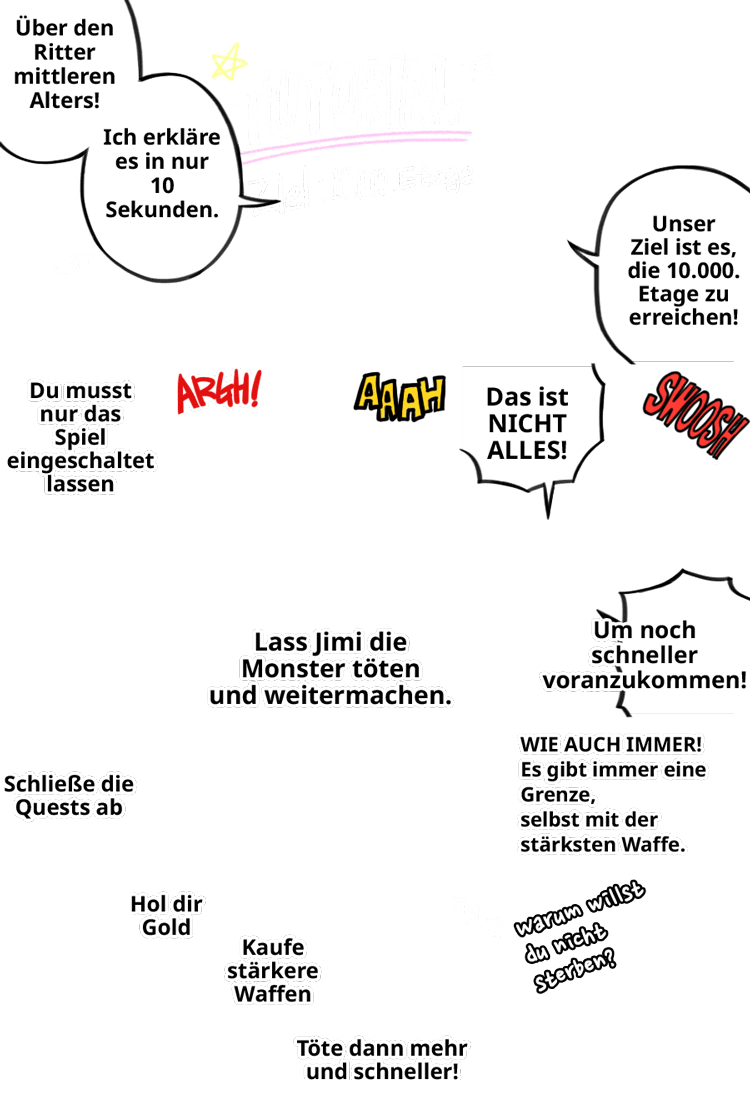 Über den
Ritter
mittleren
Alters!
Ich erkläre
es in nur
10
Sekunden.
Unser
Ziel ist es,
die 10.000.
Etage zu
erreichen!
Du musst
nur das
Spiel
eingeschaltet
lassen
ARGH!
AAAH
Das ist
NICHT
ALLES!
SWOOSH
Lass Jimi die
Monster töten
und weitermachen.
Um noch
schneller
voranzukommen!
WIE AUCH IMMER!
Es gibt immer eine
Grenze,
selbst mit der
stärksten Waffe.
Schließe die
Quests ab
Hol dir
Gold
Kaufe
stärkere
Waffen
warum willst
du nicht
sterben?
Töte dann mehr
und schneller!